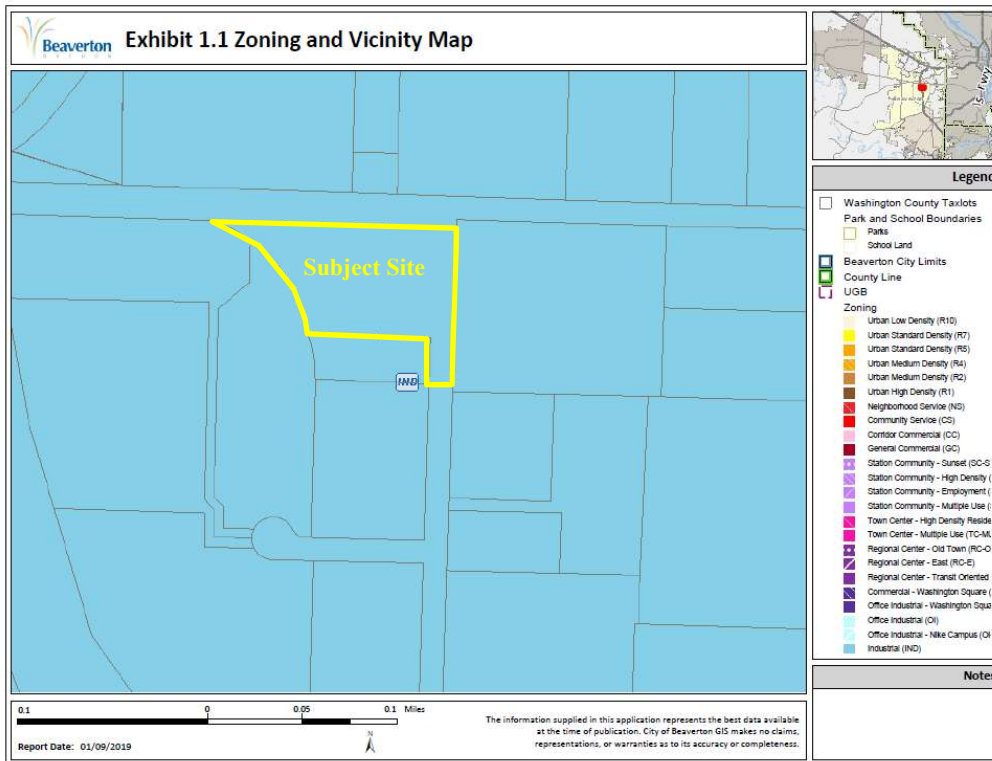 Beaverton
OREGON
Exhibit 1.1 Zoning and Vicinity Map
Subject Site
IND
0.1 0 0.05 0.1 Miles
Report Date: 01/09/2019
N
The information supplied in this application represents the best data available
at the time of publication. City of Beaverton GIS makes no claims,
representations, or warranties as to its accuracy or completeness.
Legend
Washington County Taxlots
Park and School Boundaries
Parks
School Land
Beaverton City Limits
County Line
UGB
Zoning
Urban Low Density (R10)
Urban Standard Density (R7)
Urban Standard Density (R5)
Urban Medium Density (R4)
Urban Medium Density (R2)
Urban High Density (R1)
Neighborhood Service (NS)
Community Service (CS)
Corridor Commercial (CC)
General Commercial (GC)
Station Community - Sunset (SC-S
Station Community - High Density (
Station Community - Employment (
Station Community - Multiple Use (
Town Center - High Density Reside
Town Center - Multiple Use (TC-MU
Regional Center - Old Town (RC-O
Regional Center - East (RC-E)
Regional Center - Transit Oriented
Commercial - Washington Square (
Office Industrial - Washington Squa
Office Industrial (OI)
Office Industrial - Nike Campus (OI-
Industrial (IND)
Notes